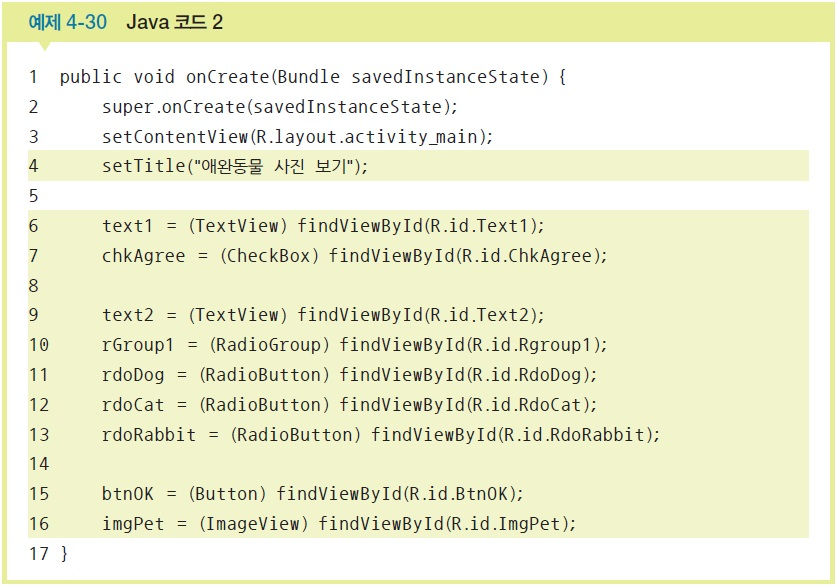 예제 4-30 Java 코드 2
1 public void onCreate(Bundle savedInstanceState) {
2 super.onCreate(savedInstanceState);
3 setContentView(R.layout.activity_main);
4 setTitle("애완동물 사진 보기");
5
6 text1 = (TextView) findViewById(R.id.Text1);
7 chkAgree = (CheckBox) findViewById(R.id.ChkAgree);
8
9 text2 = (TextView) findViewById(R.id.Text2);
10 rGroup1 = (RadioGroup) findViewById(R.id.Rgroup1);
11 rdoDog = (RadioButton) findViewById(R.id.RdoDog);
12 rdoCat = (RadioButton) findViewById(R.id.RdoCat);
13 rdoRabbit = (RadioButton) findViewById(R.id.RdoRabbit);
14
15 btnOK = (Button) findViewById(R.id.BtnOK);
16 imgPet = (ImageView) findViewById(R.id.ImgPet);
17 }